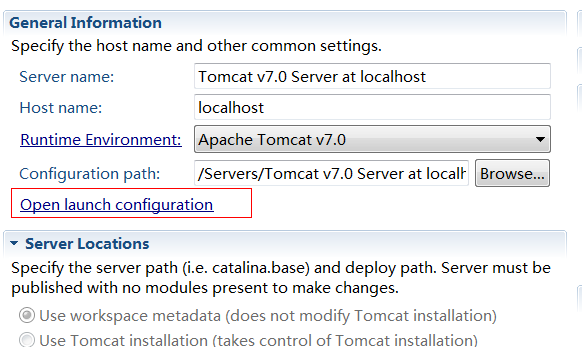 General Information
Specify the host name and other common settings.
Server name: Tomcat v7.0 Server at localhost
Host name: localhost
Runtime Environment: Apache Tomcat v7.0
Configuration path: /Servers/Tomcat v7.0 Server at localh Browse...
Open launch configuration
Server Locations
Specify the server path (i.e. catalina.base) and deploy path. Server must be
published with no modules present to make changes.
Use workspace metadata (does not modify Tomcat installation)
Use Tomcat installation (takes control of Tomcat installation)